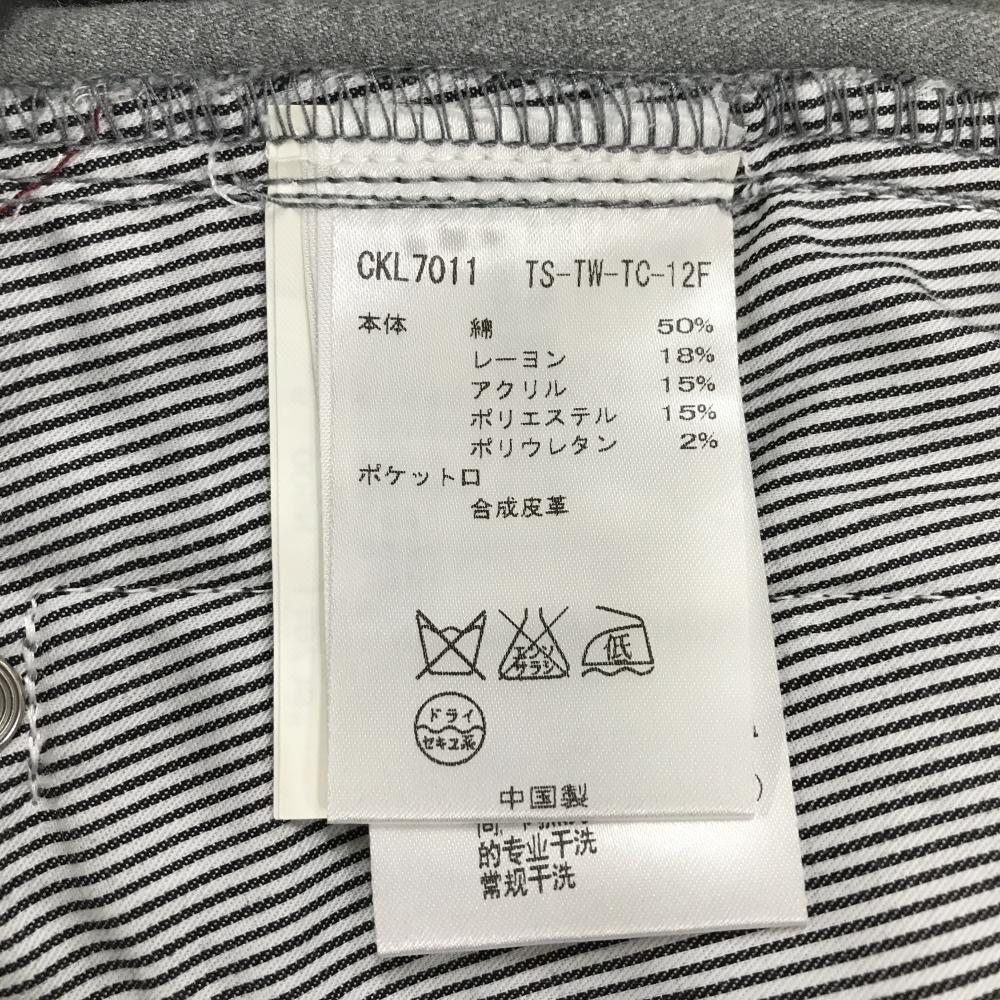 CKL7011 TS-TW-TC-12F
本体 綿 50%
レーヨン 18%
アクリル 15%
ポリエステル 15%
ポリウレタン 2%
ポケット口
合成皮革
エンソ
サラシ
低
ドライ
セキユ系
中国製
的专业干洗
常规干洗